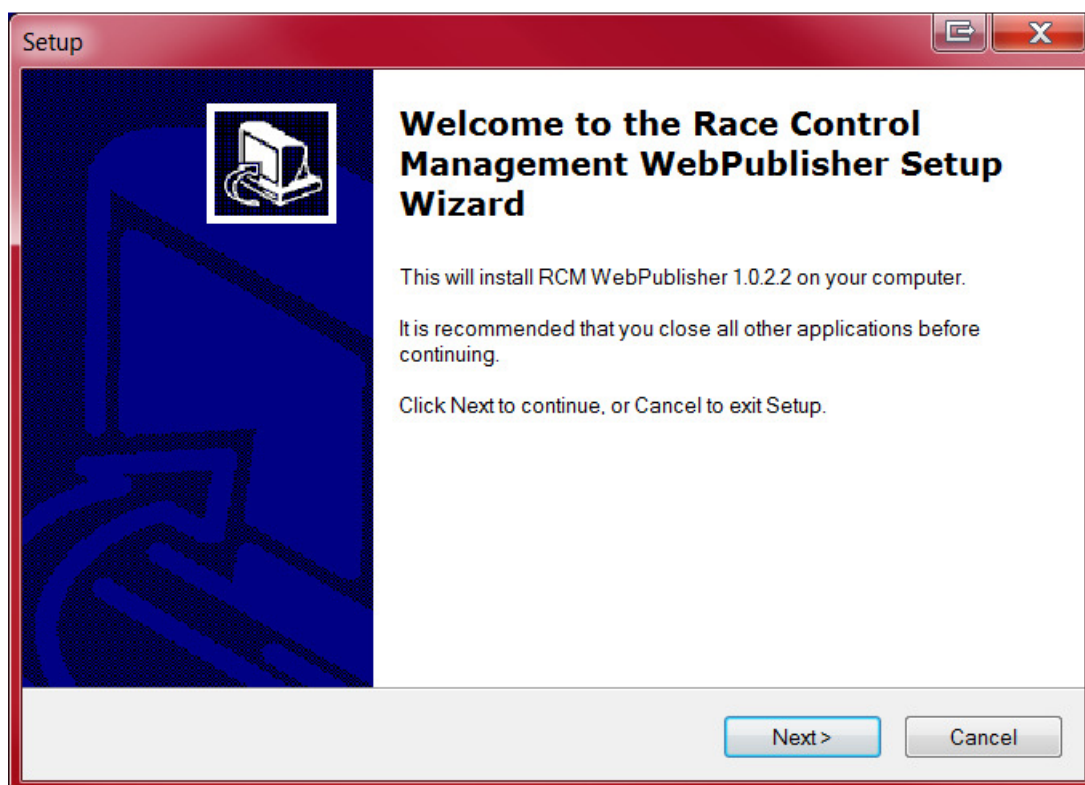 Setup
Welcome to the Race Control
Management WebPublisher Setup
Wizard
This will install RCM WebPublisher 1.0.2.2 on your computer.
It is recommended that you close all other applications before
continuing.
Click Next to continue, or Cancel to exit Setup.
Next >
Cancel